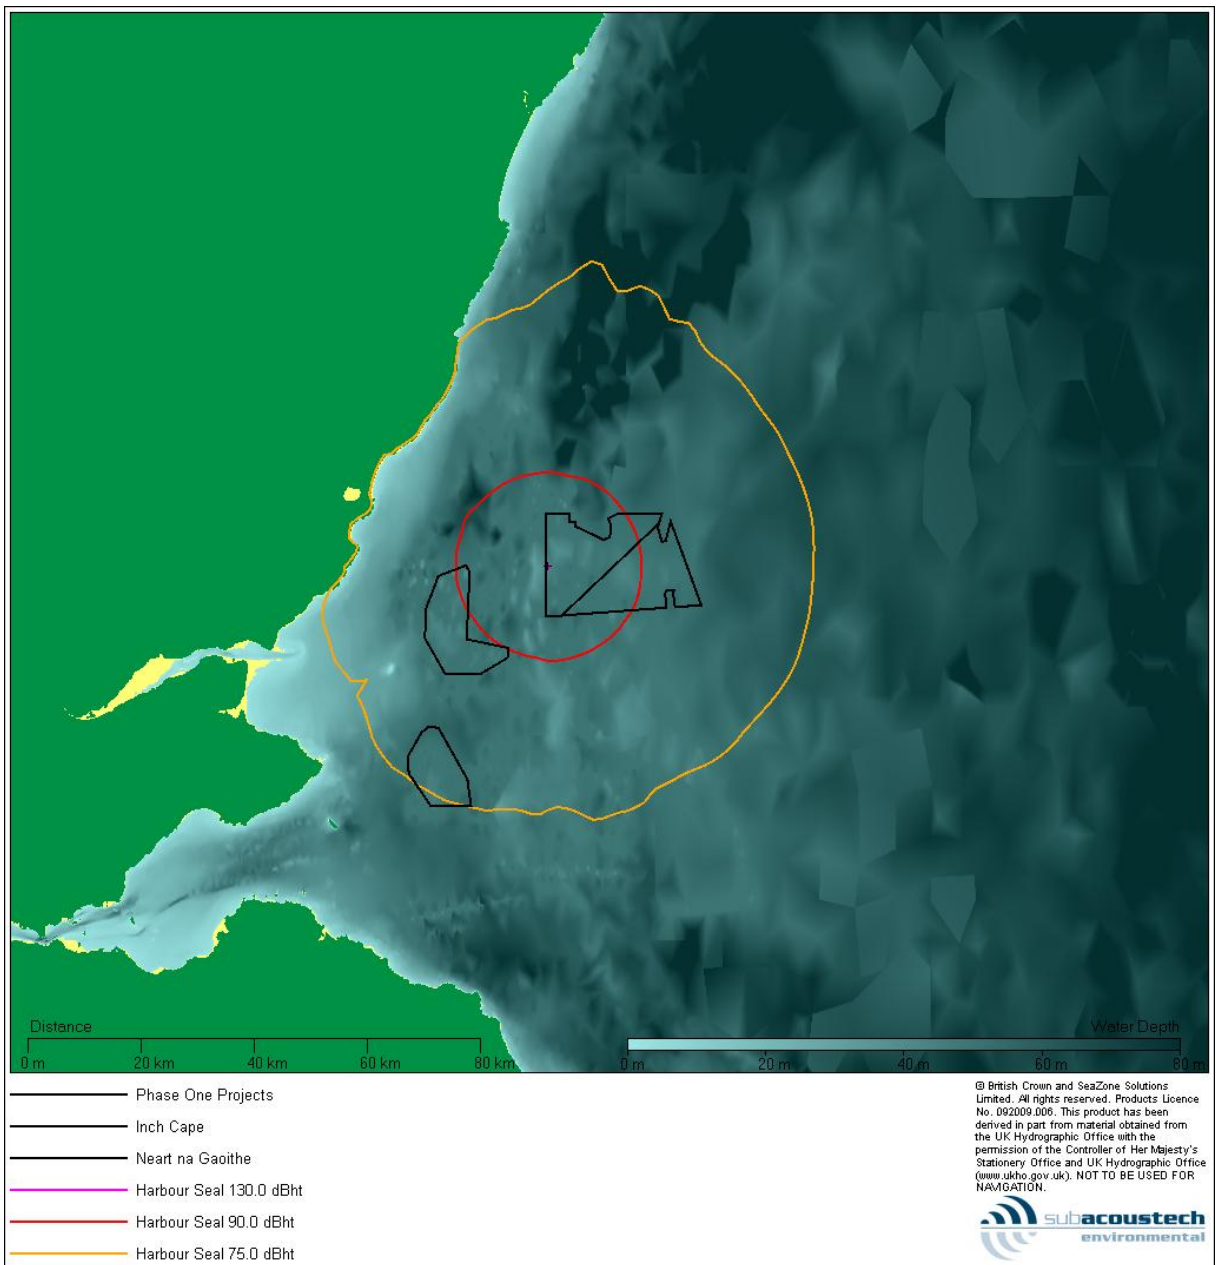 Distance
0 m 20 km 40 km 60 km 80 km
Water Depth
0 m 20 m 40 m 60 m 80 m
Phase One Projects
Inch Cape
Neart na Gaoithe
Harbour Seal 130.0 dBht
Harbour Seal 90.0 dBht
Harbour Seal 75.0 dBht
© British Crown and SeaZone Solutions
Limited. All rights reserved. Products Licence
No. 092009.006. This product has been
derived in part from material obtained from
the UK Hydrographic Office with the
permission of the Controller of Her Majesty's
Stationery Office and UK Hydrographic Office
(www.ukho.gov.uk). NOT TO BE USED FOR
NAVIGATION.
subacoustech
environmental